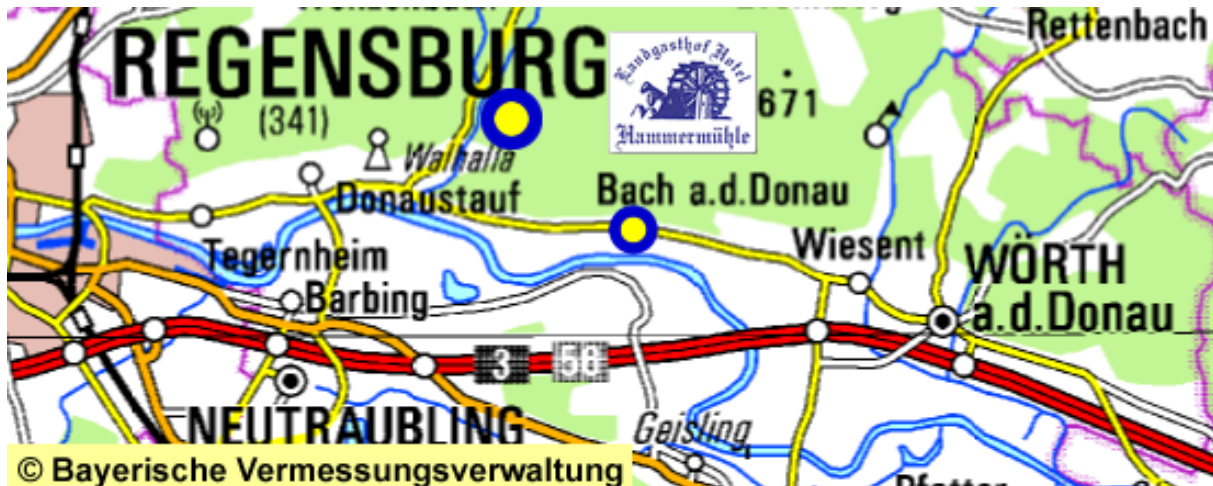 Rettenbach
REGENSBURG
(341)
Landgasthof Hotel
Hammermühle
671
Walhalla
Donaustauf
Bach a.d.Donau
Tegernheim
Wiesent
WÖRTH
a.d.Donau
Barbing
3
56
NEUTRAUBLING
Geisling
© Bayerische Vermessungsverwaltung